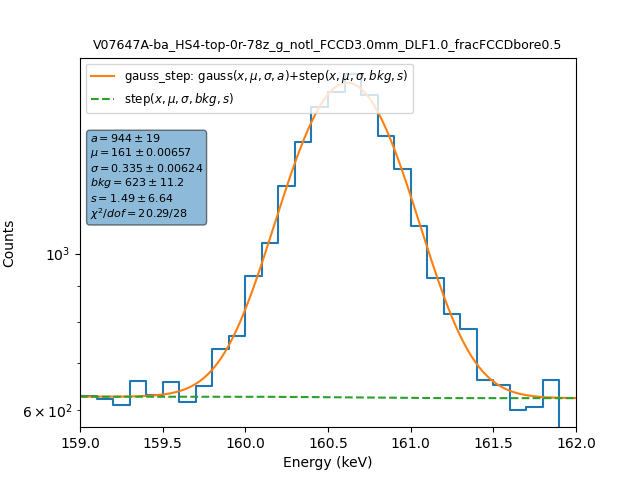 V07647A-ba_HS4-top-0r-78z_g_notl_FCCD3.0mm_DLF1.0_fracFCCDbore0.5
gauss_step: gauss(x, μ, σ, a)+step(x, μ, σ, bkg, s)
step(x, μ, σ, bkg, s)
a = 944 ± 19
μ = 161 ± 0.00657
σ = 0.335 ± 0.00624
bkg = 623 ± 11.2
s = 1.49 ± 6.64
χ²/dof = 20.29/28
Counts
10³
6 × 10²
159.0 159.5 160.0 160.5 161.0 161.5 162.0
Energy (keV)